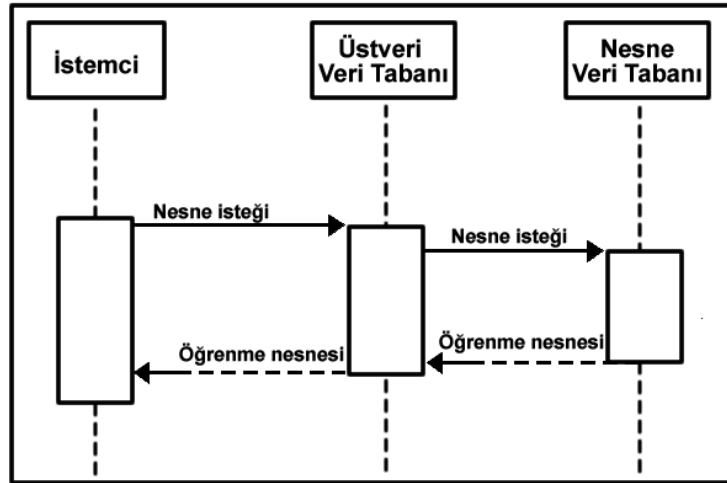 İstemci
Üstveri
Veri Tabanı
Nesne
Veri Tabanı
Nesne isteği
Nesne isteği
Öğrenme nesnesi
Öğrenme nesnesi